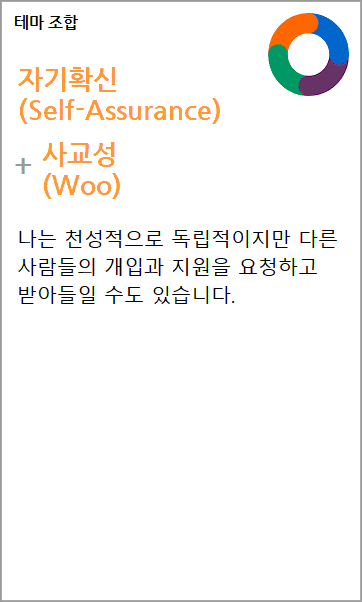 테마 조합
자기확신
(Self-Assurance)
+ 사교성
(Woo)
나는 천성적으로 독립적이지만 다른
사람들의 개입과 지원을 요청하고
받아들일 수도 있습니다.